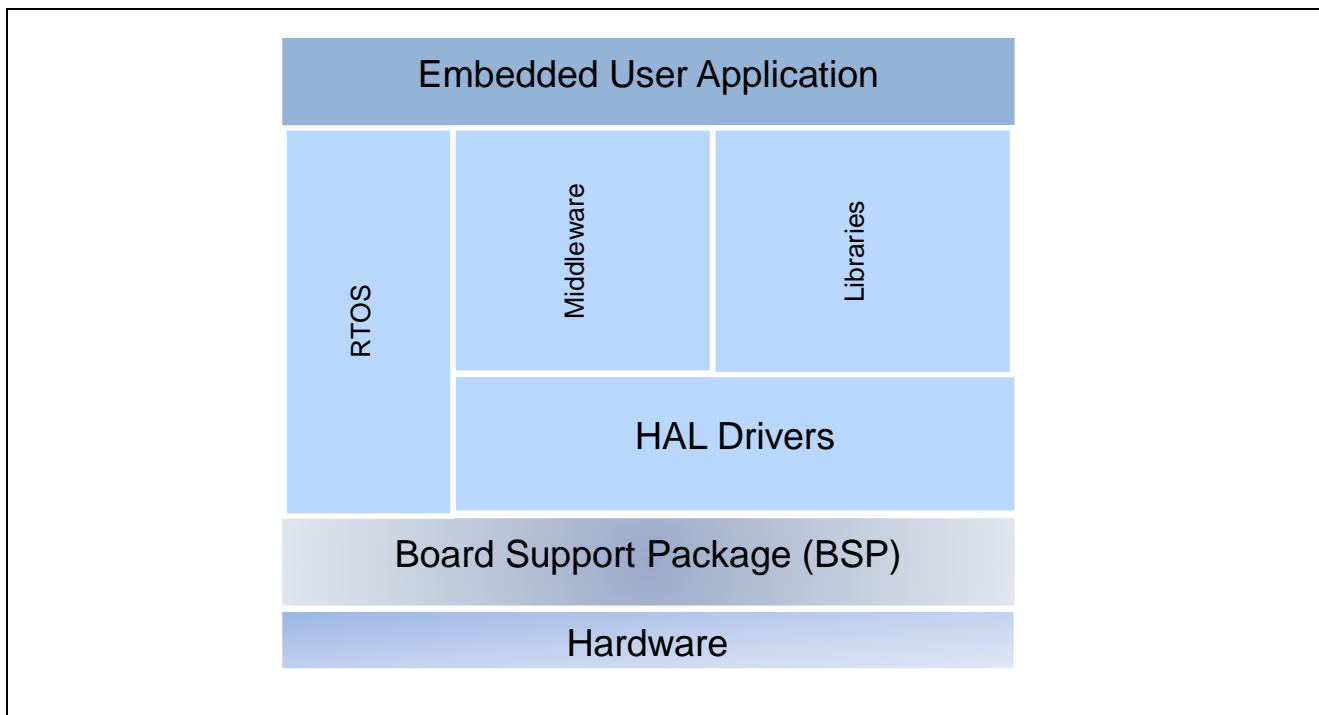 Embedded User Application
RTOS
Middleware
Libraries
HAL Drivers
Board Support Package (BSP)
Hardware